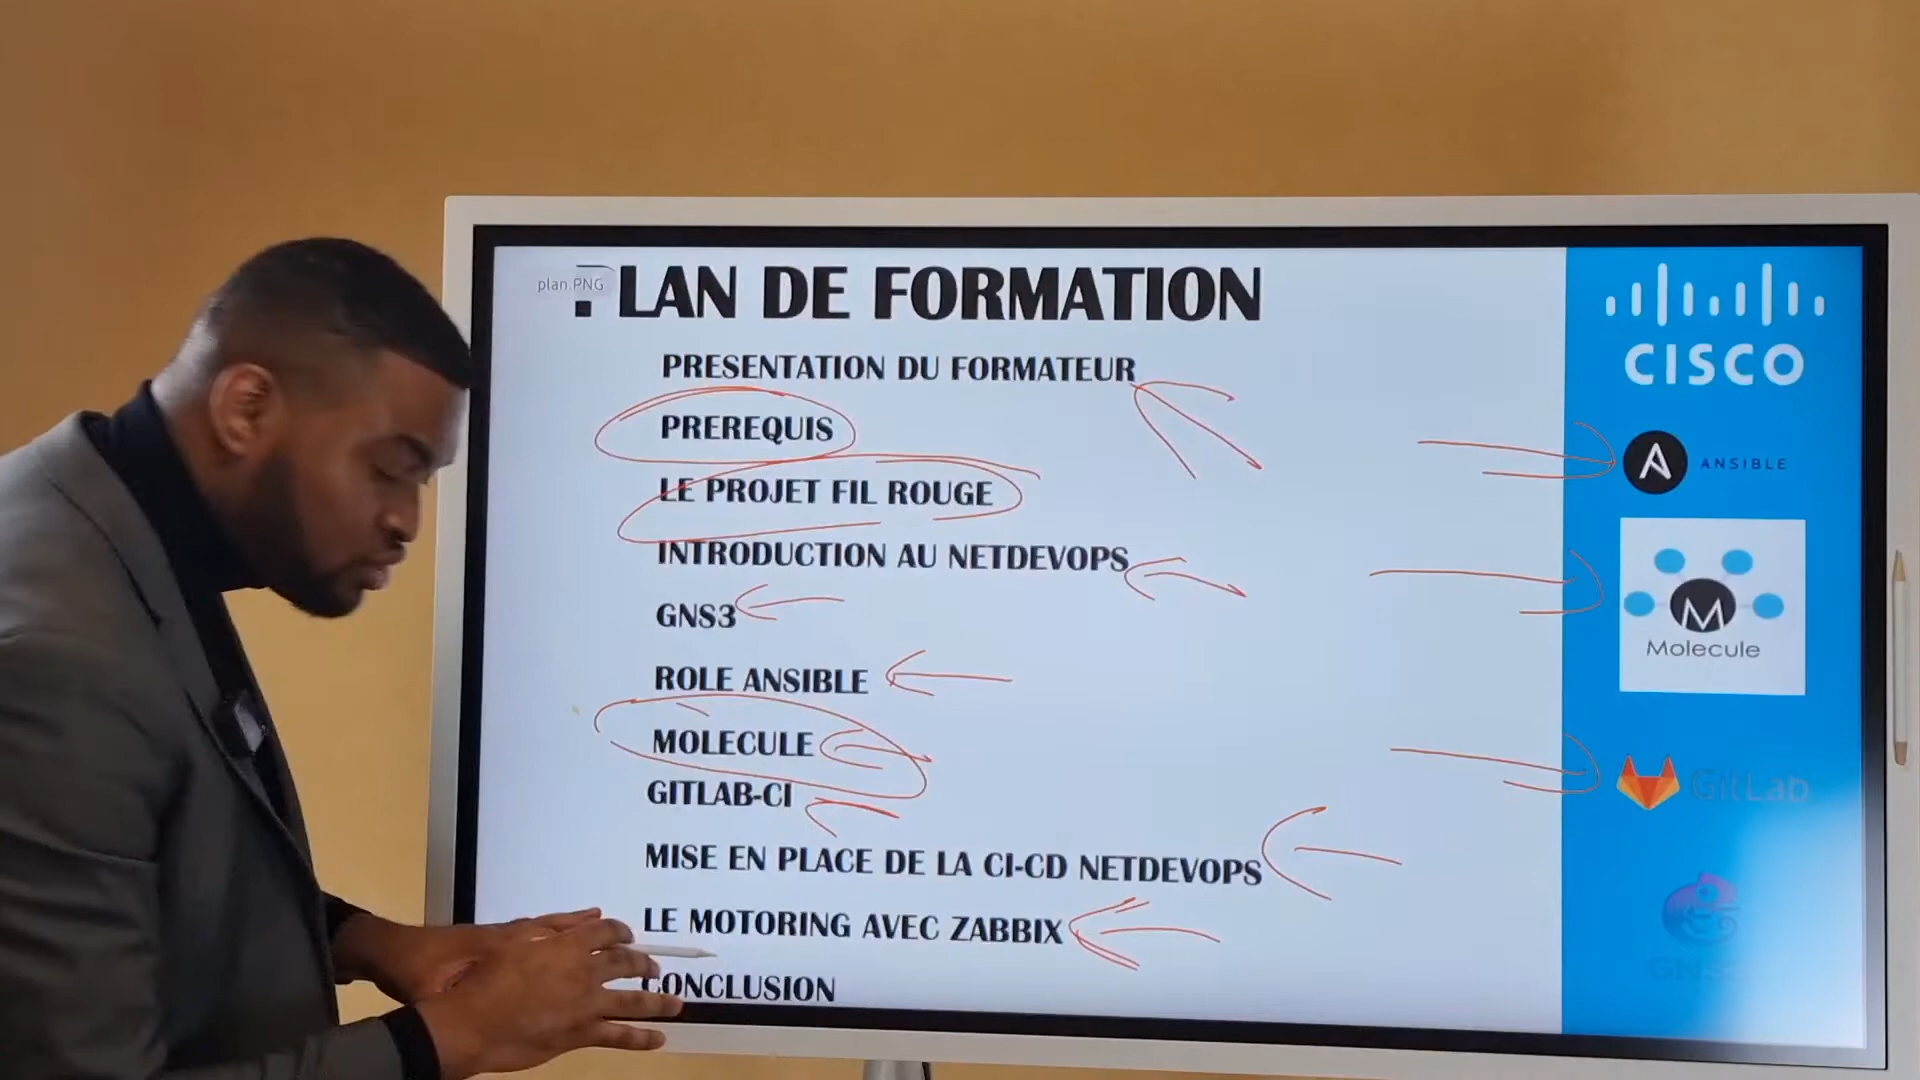 plan.PNG
LAN DE FORMATION
PRESENTATION DU FORMATEUR
PREREQUIS
LE PROJET FIL ROUGE
INTRODUCTION AU NETDEVOPS
GNS3
ROLE ANSIBLE
MOLECULE
GITLAB-CI
MISE EN PLACE DE LA CI-CD NETDEVOPS
LE MOTORING AVEC ZABBIX
CONCLUSION
CISCO
A ANSIBLE
M
Molecule
GitLab